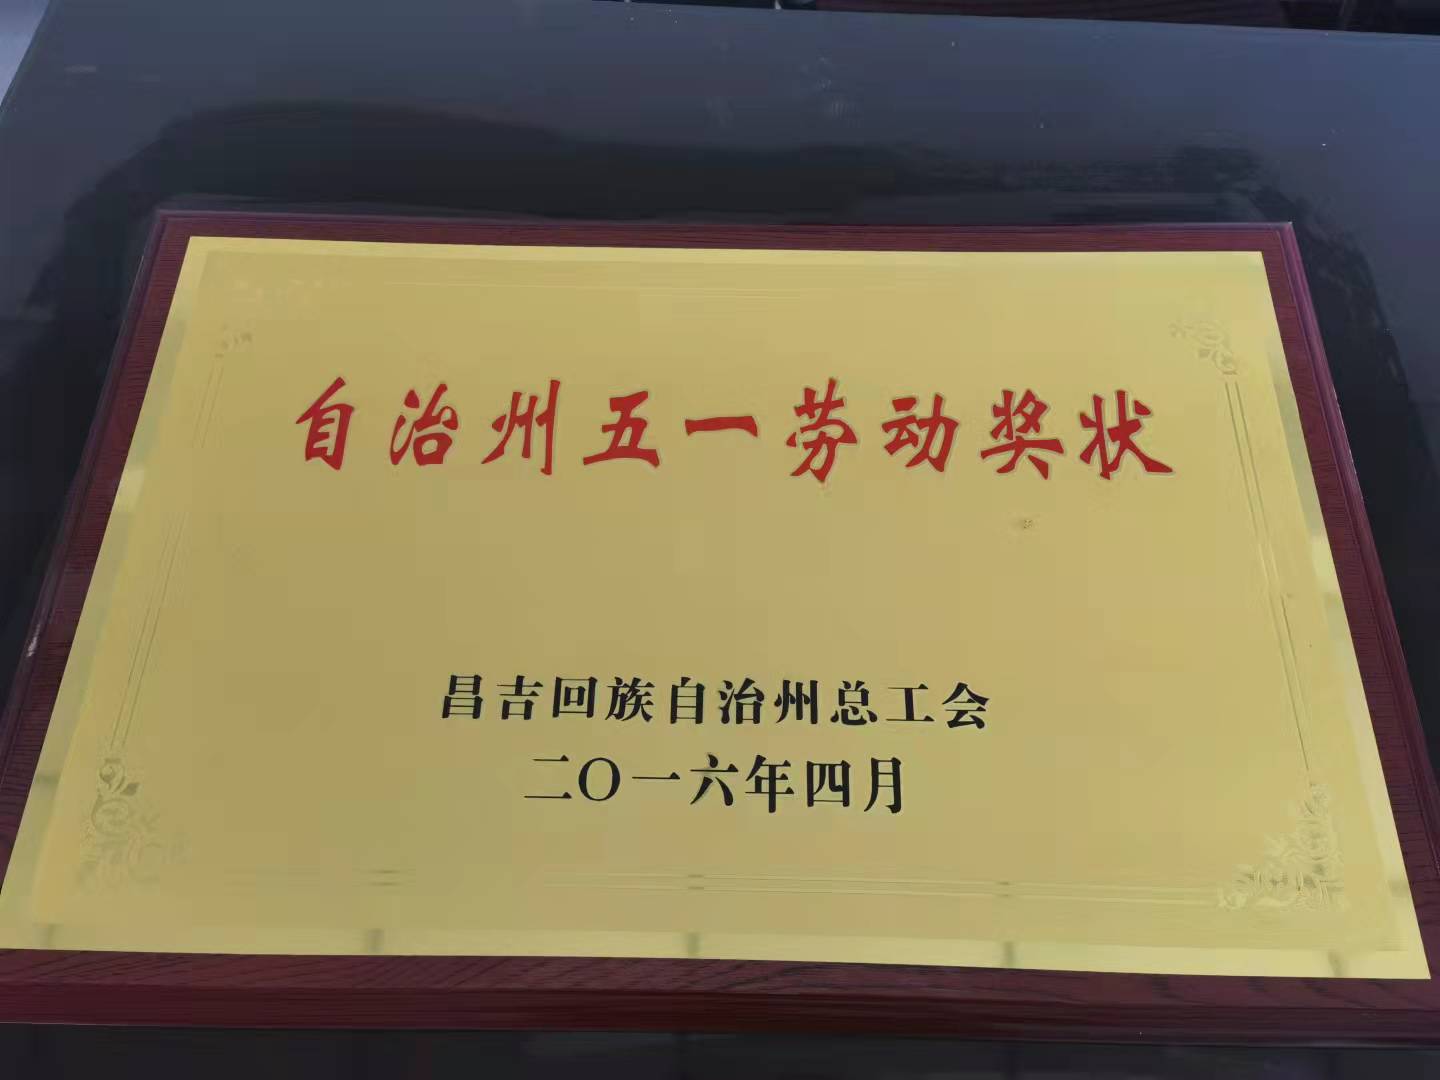 自治州五一劳动奖状
昌吉回族自治州总工会
二〇一六年四月